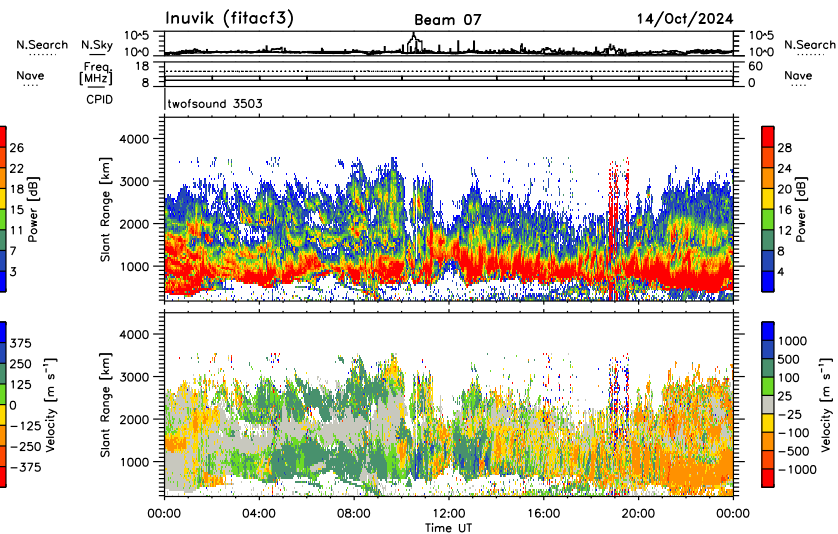 Inuvik (fitacf3) Beam 07 14/Oct/2024
N.Search N.Sky 10^5 10^0 10^5 10^0 N.Search
Nave Freq. [MHz] 18 8 60 0 Nave
CPID twofsound 3503
26 22 18 15 11 7 3
Power [dB]
4000 3000 2000 1000
Slant Range [km]
28 24 20 16 12 8 4
Power [dB]
375 250 125 0 −125 −250 −375
Velocity [m s⁻¹]
4000 3000 2000 1000
Slant Range [km]
1000 500 100 25 −25 −100 −500 −1000
Velocity [m s⁻¹]
00:00 04:00 08:00 12:00 16:00 20:00 00:00
Time UT